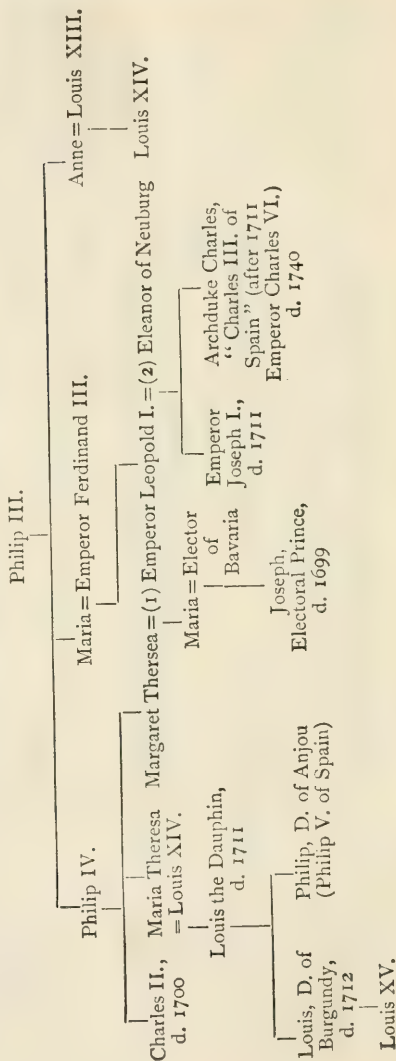 Philip III.
Philip IV.
Maria = Emperor Ferdinand III.
Anne = Louis XIII.
Louis XIV.
Charles II.,
d. 1700
Maria Theresa
= Louis XIV.
Margaret Thersea = (1) Emperor Leopold I. = (2) Eleanor of Neuburg
Louis the Dauphin,
d. 1711
Maria = Elector
of
Bavaria
Emperor
Joseph I.,
d. 1711
Archduke Charles,
“ Charles III. of
Spain” (after 1711
Emperor Charles VI.)
d. 1740
Louis, D. of
Burgundy,
d. 1712
Philip, D. of Anjou
(Philip V. of Spain)
Joseph,
Electoral Prince,
d. 1699
Louis XV.